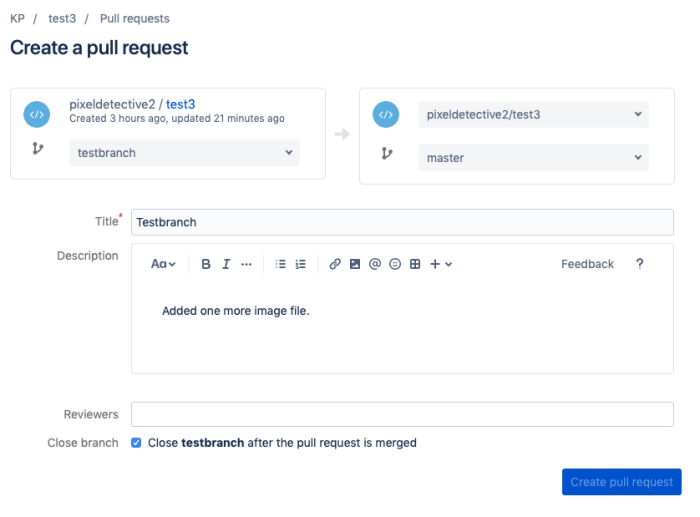 KP / test3 / Pull requests
Create a pull request
pixeldetective2 / test3
Created 3 hours ago, updated 21 minutes ago
testbranch
pixeldetective2/test3
master
Title*
Testbranch
Description
Aa B I ... @ + Feedback ?
Added one more image file.
Reviewers
Close branch Close testbranch after the pull request is merged
Create pull request